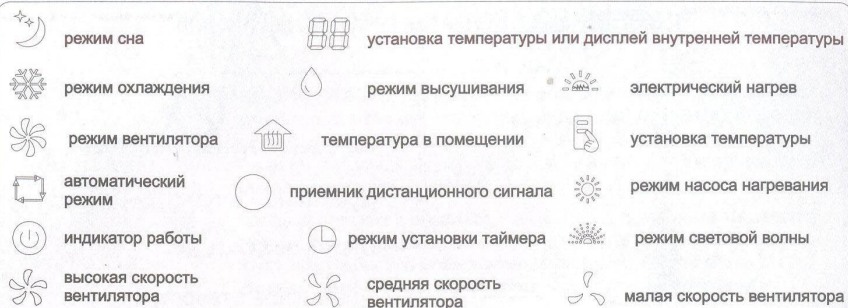 режим сна
установка температуры или дисплей внутренней температуры
режим охлаждения
режим высушивания
электрический нагрев
режим вентилятора
температура в помещении
установка температуры
автоматический
режим
приемник дистанционного сигнала
режим насоса нагревания
индикатор работы
режим установки таймера
режим световой волны
высокая скорость
вентилятора
средняя скорость
вентилятора
малая скорость вентилятора